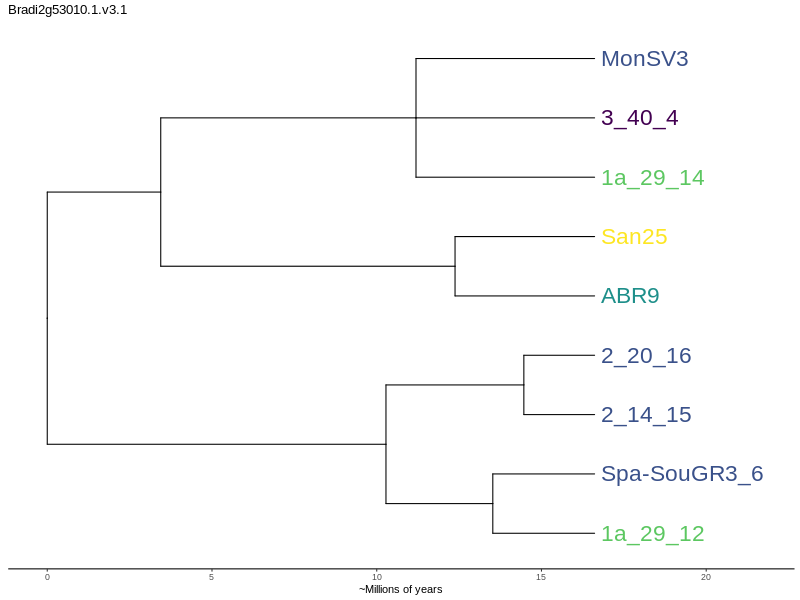 Bradi2g53010.1.v3.1
MonSV3
3_40_4
1a_29_14
San25
ABR9
2_20_16
2_14_15
Spa-SouGR3_6
1a_29_12
0 5 10 15 20
~Millions of years